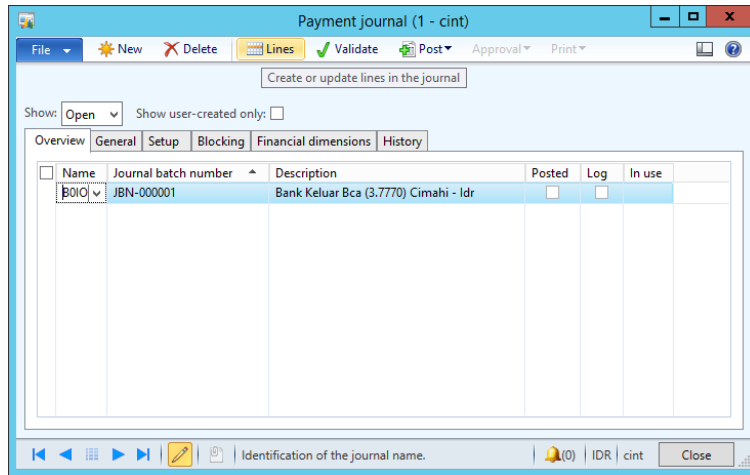 Payment journal (1 - cint)
File New Delete Lines Validate Post Approval Print
Create or update lines in the journal
Show: Open Show user-created only:
Overview General Setup Blocking Financial dimensions History
Name Journal batch number Description Posted Log In use
B0IO JBN-000001 Bank Keluar Bca (3.7770) Cimahi - Idr
Identification of the journal name. (0) IDR cint Close